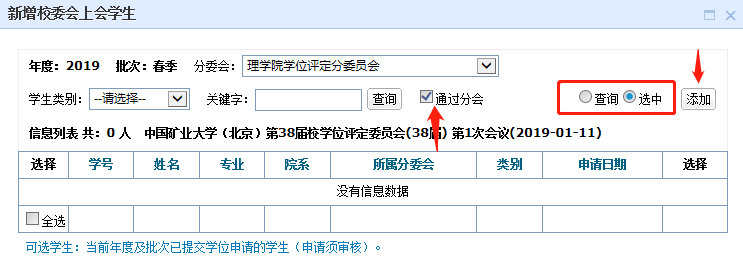 新增校委会上会学生
年度：2019 批次：春季 分委会： 理学院学位评定分委员会
学生类别： --请选择-- 关键字： 查询 通过分会 查询 选中 添加
信息列表 共：0 人 中国矿业大学（北京）第38届校学位评定委员会(38届) 第1次会议(2019-01-11)
选择 学号 姓名 专业 院系 所属分委会 类别 申请日期 选择
没有信息数据
全选
可选学生：当前年度及批次已提交学位申请的学生（申请须审核）。